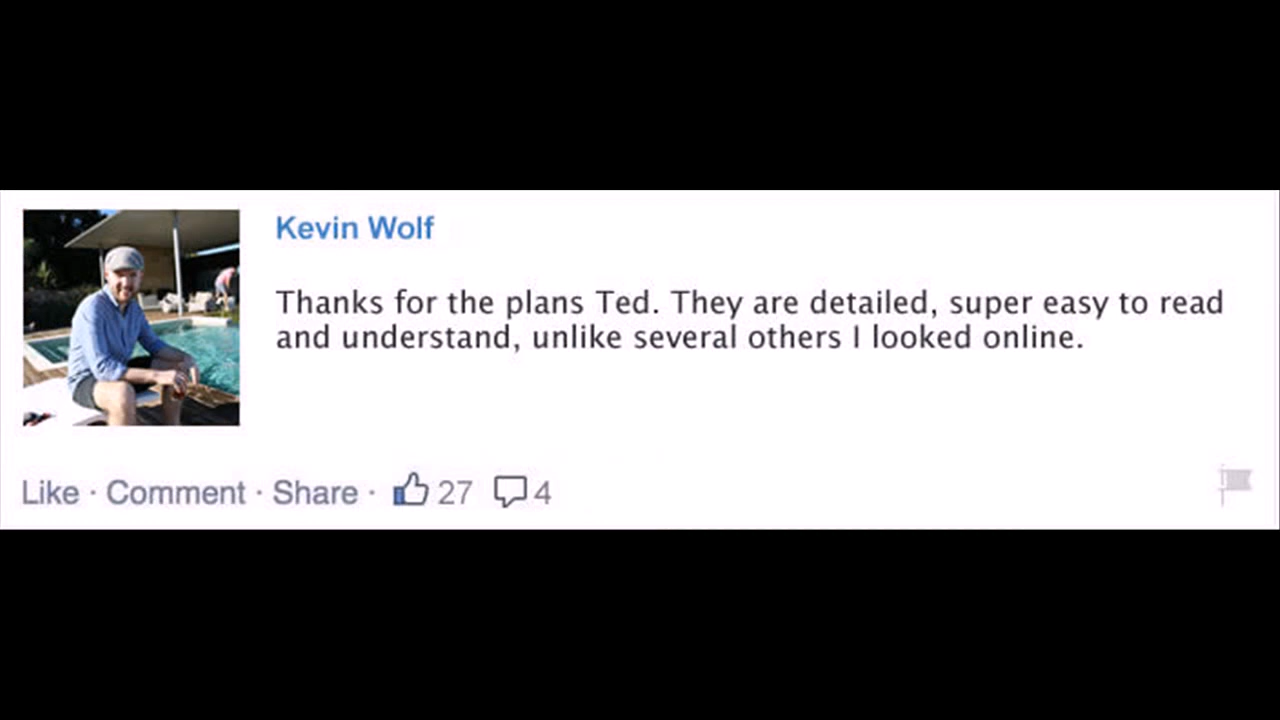 Kevin Wolf
Thanks for the plans Ted. They are detailed, super easy to read
and understand, unlike several others I looked online.
Like · Comment · Share · 27 4